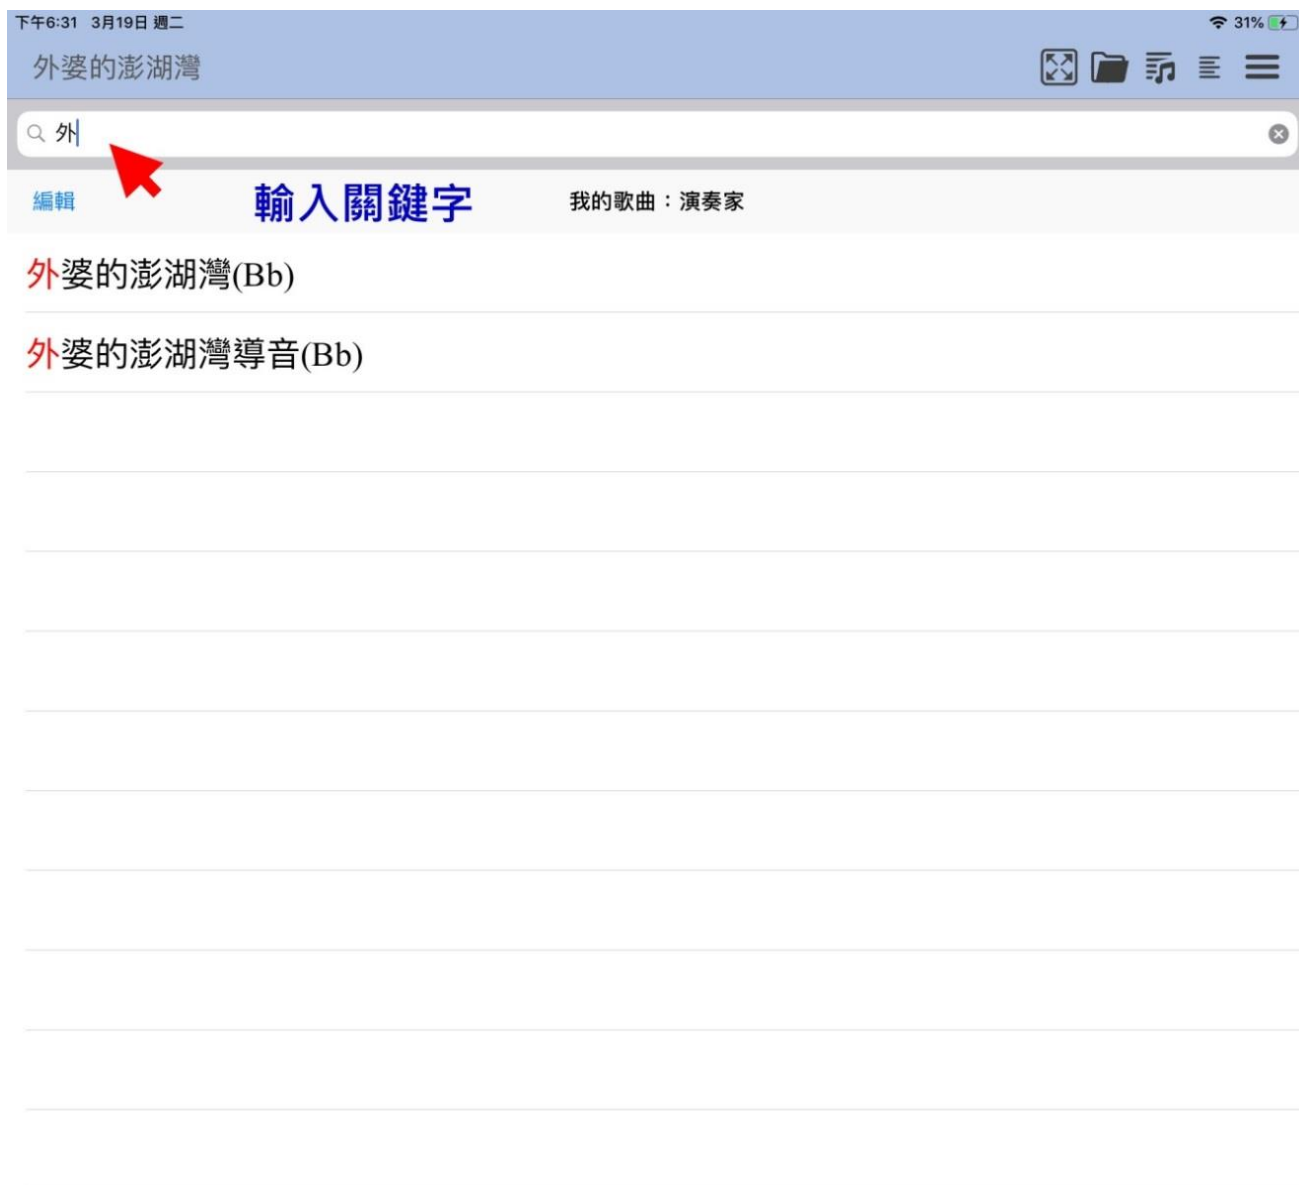 下午6:31 3月19日 週二 31%
外婆的澎湖灣
外
編輯 輸入關鍵字 我的歌曲：演奏家
外婆的澎湖灣(Bb)
外婆的澎湖灣導音(Bb)